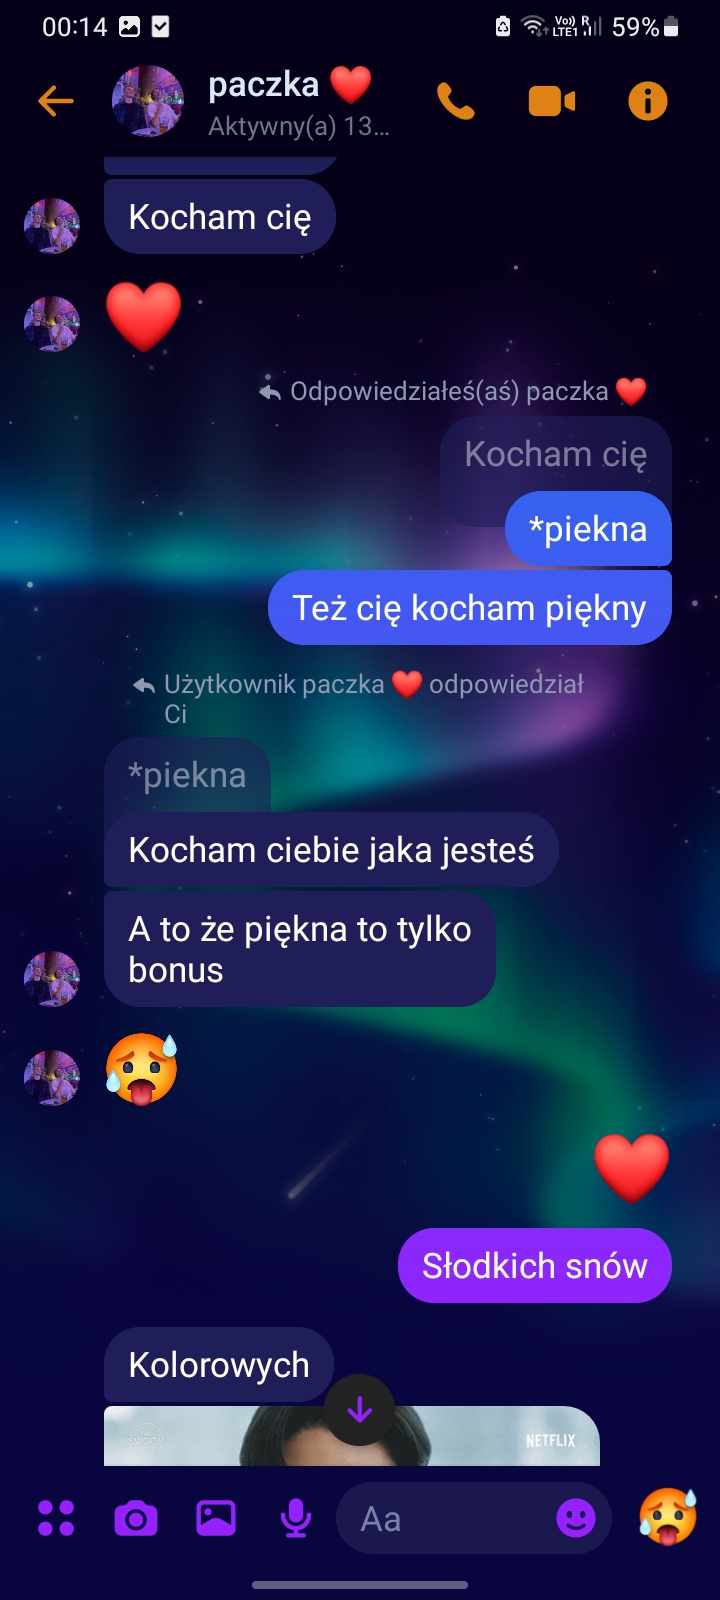 00:14
Vo)) R
LTE1
59%
paczka ❤️
Aktywny(a) 13...
Kocham cię
❤️
Odpowiedziałeś(aś) paczka ❤️
Kocham cię
*piekna
Też cię kocham piękny
Użytkownik paczka ❤️ odpowiedział
Ci
*piekna
Kocham ciebie jaka jesteś
A to że piękna to tylko
bonus
🥵
❤️
Słodkich snów
Kolorowych
NETFLIX
Aa